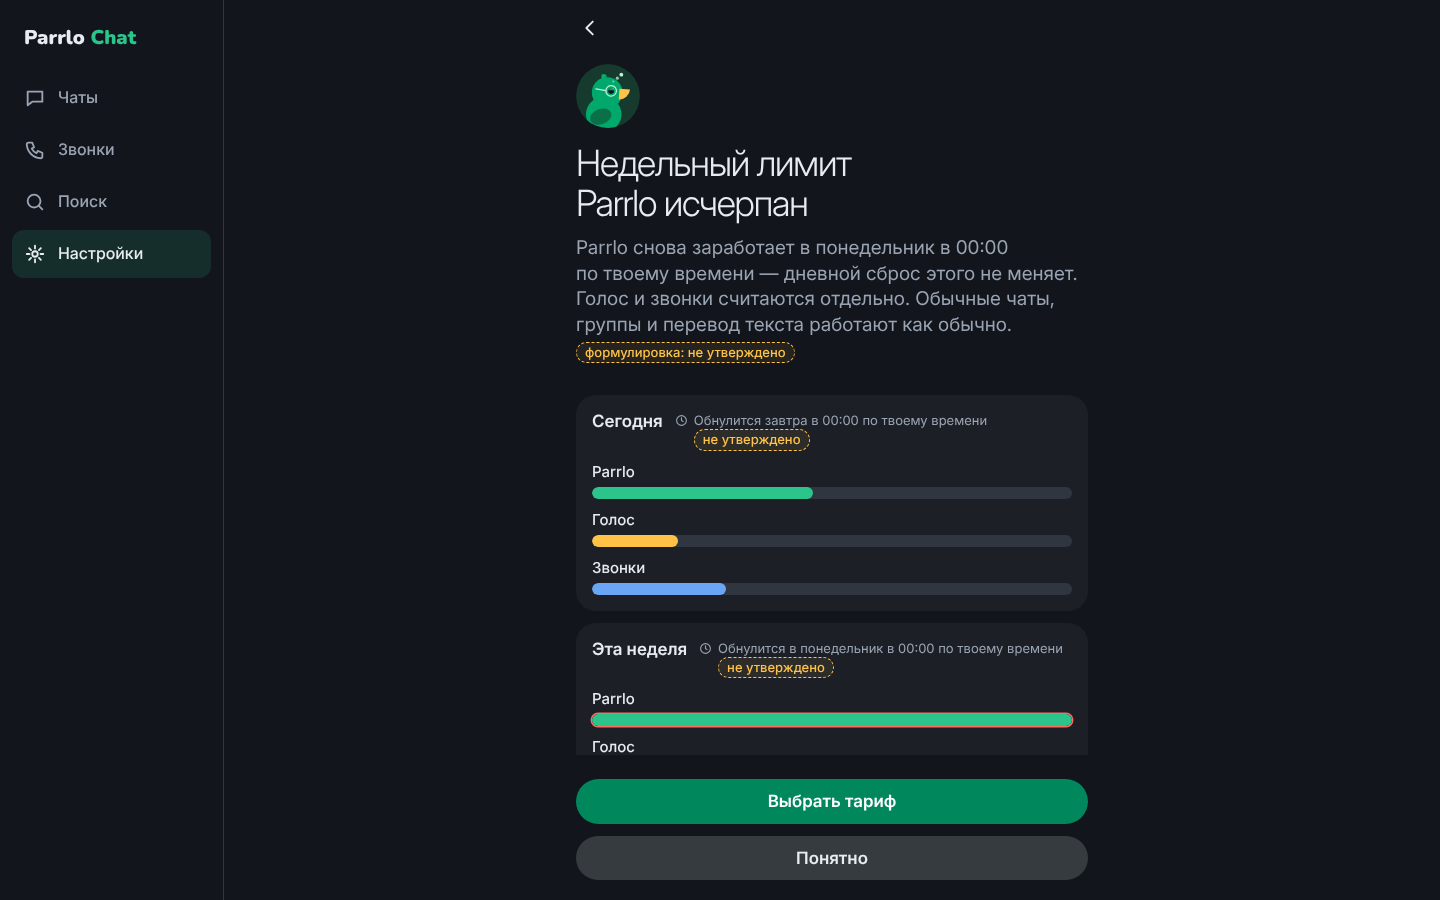 Parrlo Chat
Чаты
Звонки
Поиск
Настройки
Недельный лимит
Parrlo исчерпан
Parrlo снова заработает в понедельник в 00:00
по твоему времени — дневной сброс этого не меняет.
Голос и звонки считаются отдельно. Обычные чаты,
группы и перевод текста работают как обычно.
формулировка: не утверждено
Сегодня Обнулится завтра в 00:00 по твоему времени
не утверждено
Parrlo
Голос
Звонки
Эта неделя Обнулится в понедельник в 00:00 по твоему времени
не утверждено
Parrlo
Голос
Выбрать тариф
Понятно